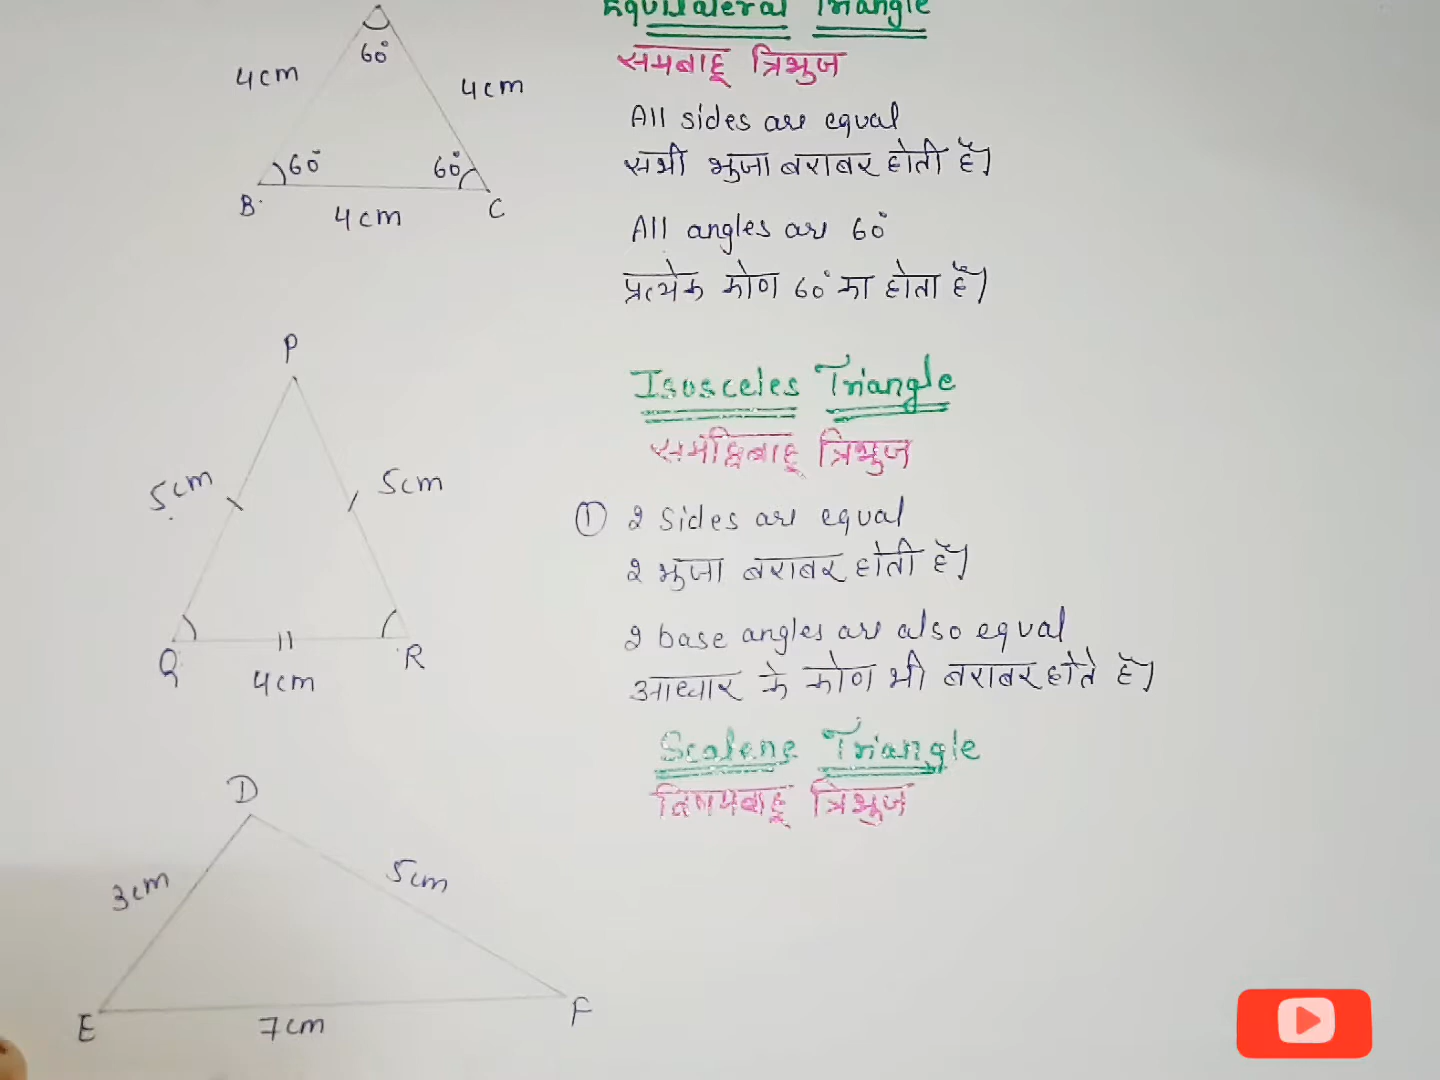 Equilateral Triangle
समबाहू त्रिभुज
60°
4cm
4cm
All sides are equal
सभी भुजा बराबर होती है।
60°
60°
B
4cm
C
All angles are 60°
प्रत्येक कोण 60° का होता है।
P
Isosceles Triangle
समद्विबाहू त्रिभुज
5cm
5cm
① 2 sides are equal
2 भुजा बराबर होती है।
2 base angles are also equal
Q
R
4cm
आधार के कोण भी बराबर होते है।
Scalene Triangle
विषमबाहू त्रिभुज
D
3cm
5cm
E
7cm
F